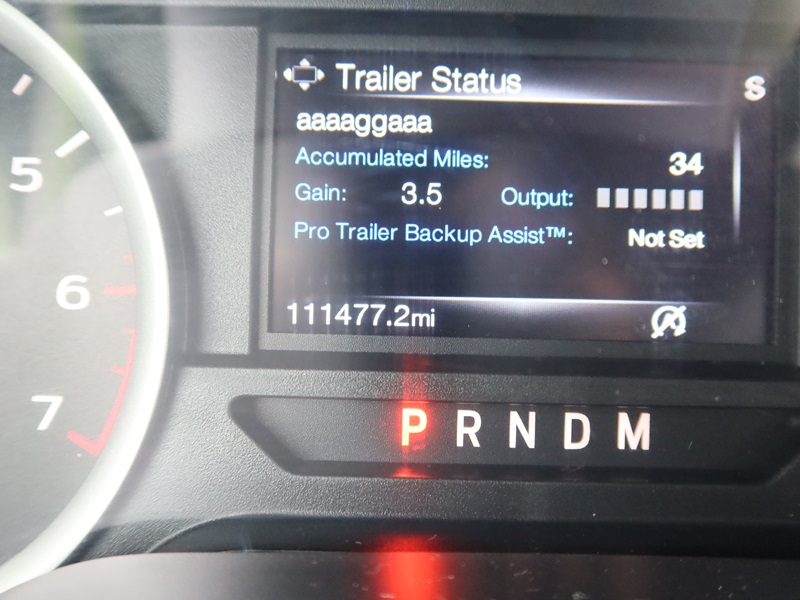 Trailer Status
S
aaaaggaaa
Accumulated Miles: 34
Gain: 3.5 Output:
Pro Trailer Backup Assist™: Not Set
111477.2mi
5
6
7
P R N D M